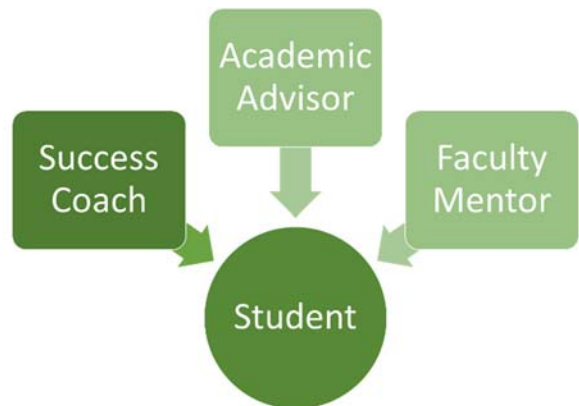 Academic
Advisor
Success
Coach
Faculty
Mentor
Student